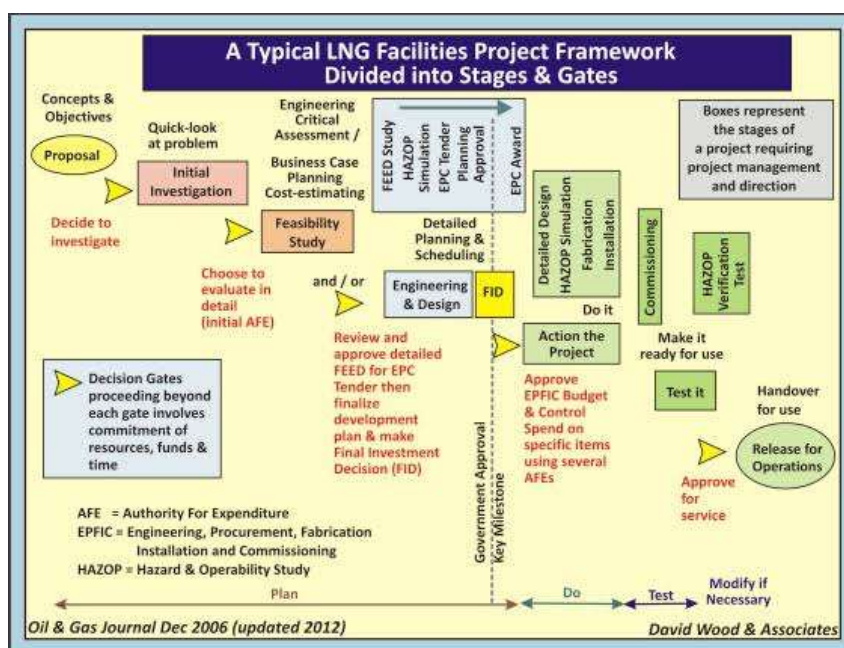 A Typical LNG Facilities Project Framework
Divided into Stages & Gates
Concepts &
Objectives
Proposal
Decide to
investigate
Quick-look
at problem
Initial
Investigation
Engineering
Critical
Assessment /
Business Case
Planning
Cost-estimating
Feasibility
Study
Choose to
evaluate in
detail
(initial AFE)
FEED Study
HAZOP
Simulation
EPC Tender
Planning
Approval
EPC Award
Detailed
Planning &
Scheduling
and / or
Engineering
& Design
FID
Review and
approve detailed
FEED for EPC
Tender then
finalize
development
plan & make
Final Investment
Decision (FID)
Government Approval
Key Milestone
Detailed Design
HAZOP Simulation
Fabrication
Installation
Do it
Action the
Project
Approve
EPFIC Budget
& Control
Spend on
specific items
using several
AFEs
Boxes represent
the stages of
a project requiring
project management
and direction
Commissioning
HAZOP
Verification
Test
Make it
ready for use
Test it
Handover
for use
Release for
Operations
Approve
for
service
Decision Gates
proceeding beyond
each gate involves
commitment of
resources, funds &
time
AFE = Authority For Expenditure
EPFIC = Engineering, Procurement, Fabrication
Installation and Commissioning
HAZOP = Hazard & Operability Study
Plan
Do
Test
Modify if
Necessary
Oil & Gas Journal Dec 2006 (updated 2012)
David Wood & Associates